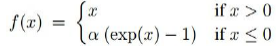 f(x) = { x if x > 0
α (exp(x) − 1) if x ≤ 0